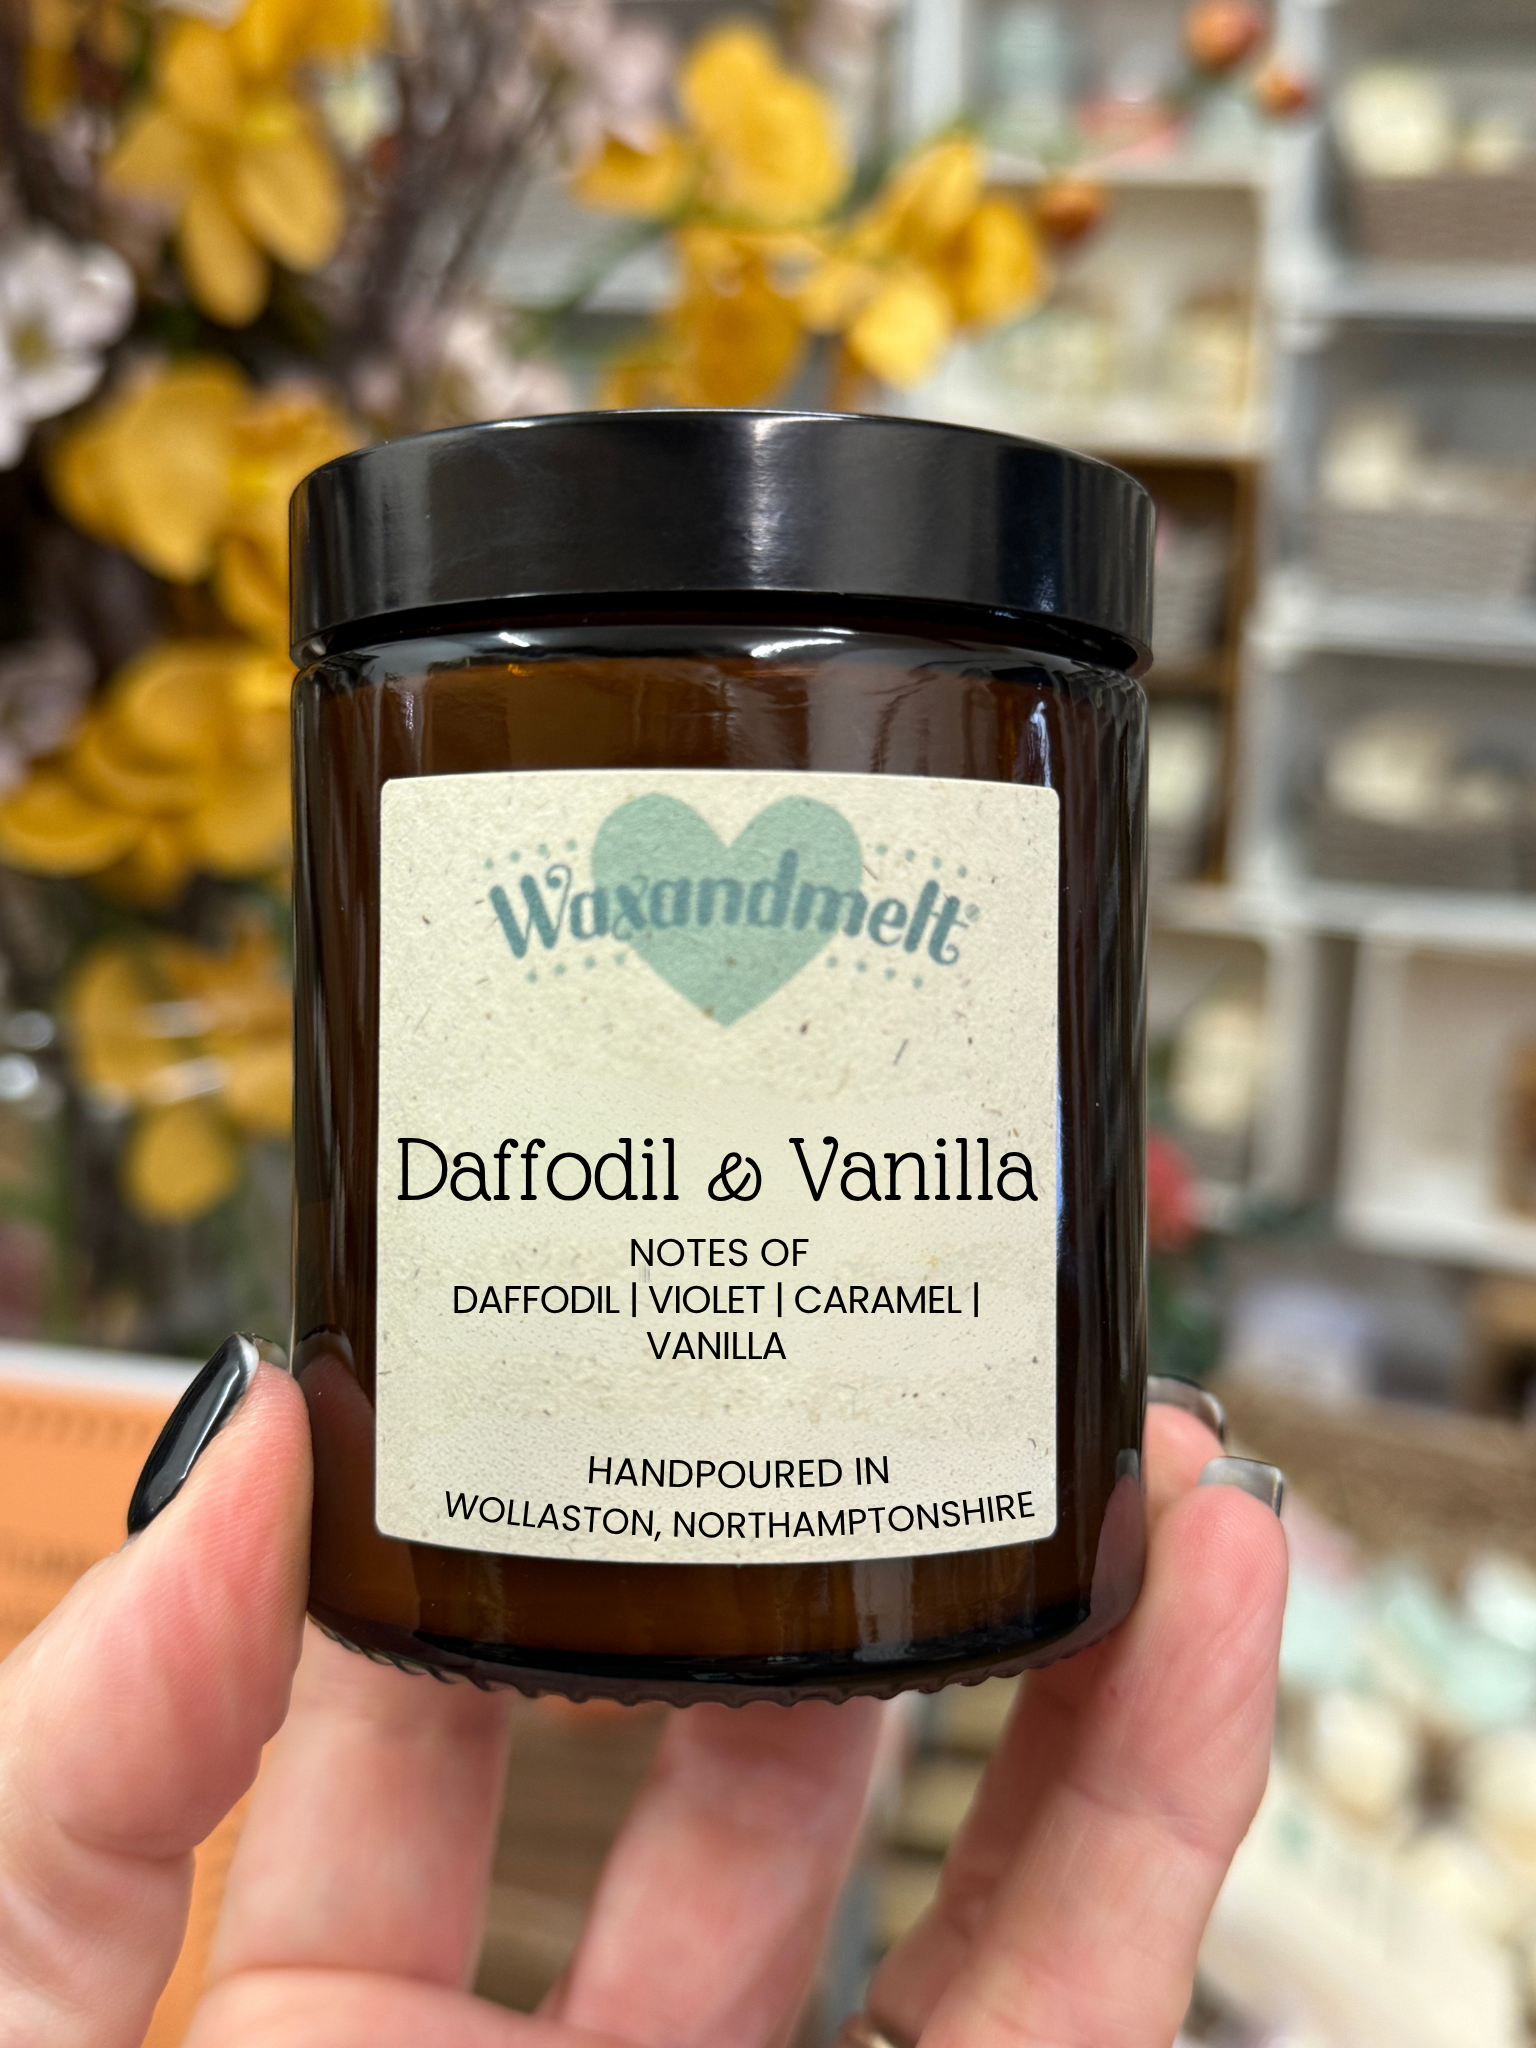 Waxandmelt®
Daffodil & Vanilla
NOTES OF
DAFFODIL | VIOLET | CARAMEL |
VANILLA
HANDPOURED IN
WOLLASTON, NORTHAMPTONSHIRE